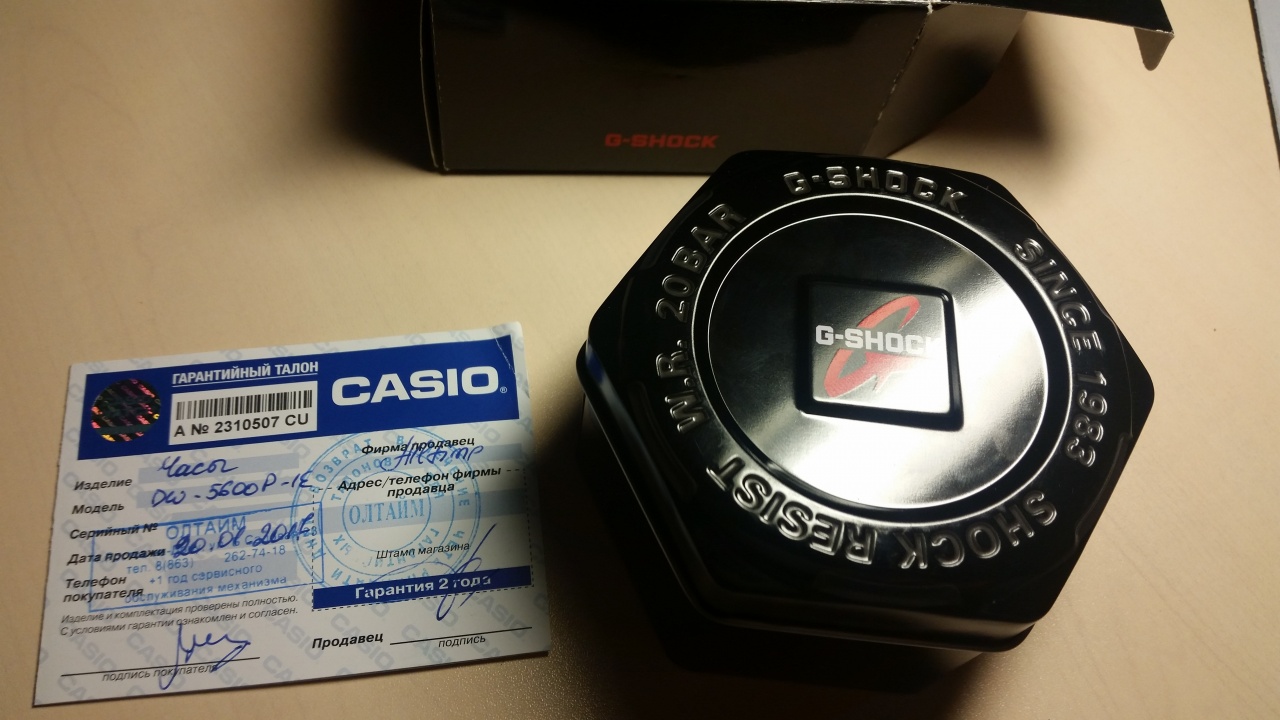 G-SHOCK
G-SHOCK
SINCE 1983
SHOCK RESIST
W.R. 20BAR
G-SHOCK
ГАРАНТИЙНЫЙ ТАЛОН
CASIO®
A № 2310507 CU
Изделие Часы
Модель DW-5600P-1E
Серийный №
Дата продажи
Телефон
покупателя
ОЛТАЙМ
тел. 8(863) 262-74-18
+1 год сервисного
обслуживания механизма
Изделие и комплектация проверены полностью.
С условиями гарантии ознакомлен и согласен.
подпись покупателя
Фирма продавец
Адрес/телефон фирмы
продавца
ОЛТАЙМ
Штамп магазина
Гарантия 2 года
Продавец
подпись